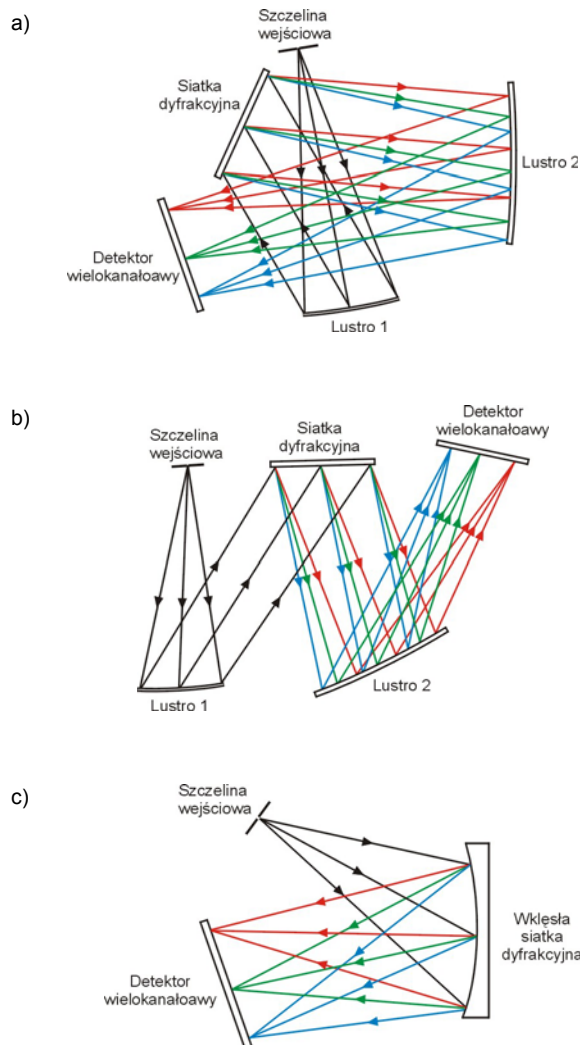 a)
Szczelina
wejściowa
Siatka
dyfrakcyjna
Lustro 2
Detektor
wielokanałoawy
Lustro 1
b)
Szczelina
wejściowa
Siatka
dyfrakcyjna
Detektor
wielokanałoawy
Lustro 1
Lustro 2
c)
Szczelina
wejściowa
Wklęsła
siatka
dyfrakcyjna
Detektor
wielokanałoawy